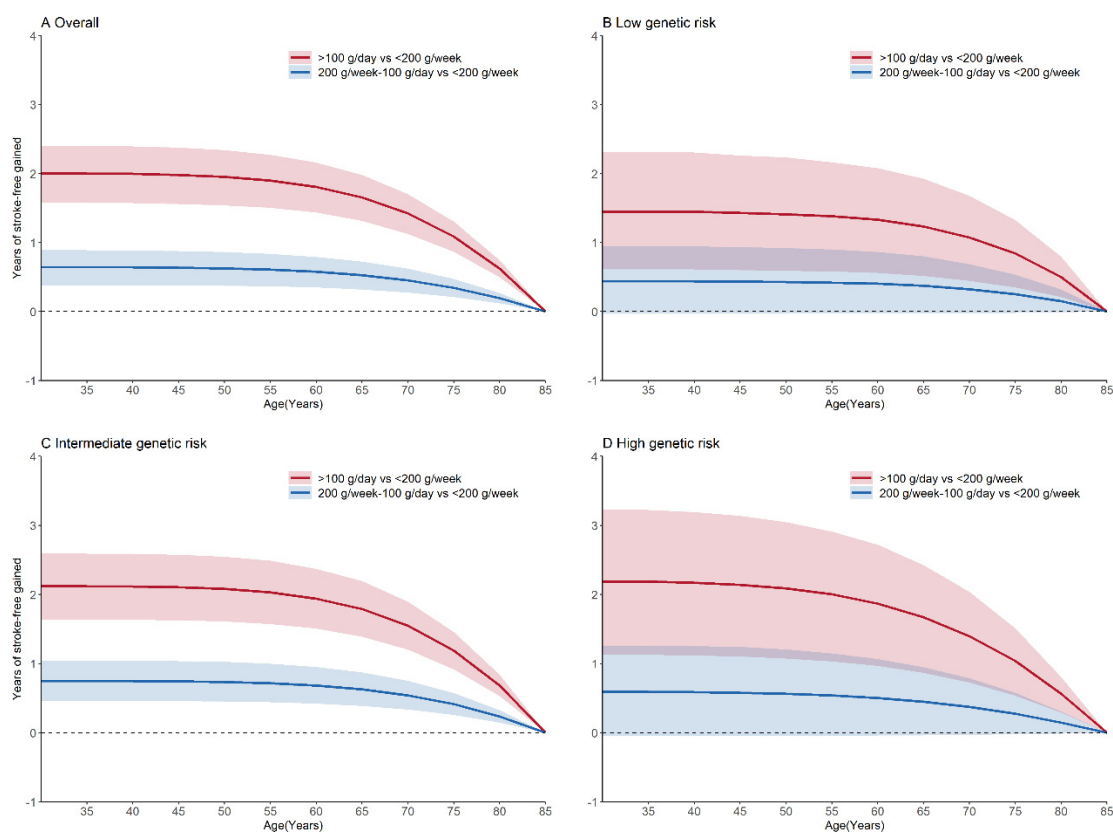 A Overall
>100 g/day vs <200 g/week
200 g/week-100 g/day vs <200 g/week
Years of stroke-free gained
4
3
2
1
0
-1
35 40 45 50 55 60 65 70 75 80 85
Age(Years)
B Low genetic risk
>100 g/day vs <200 g/week
200 g/week-100 g/day vs <200 g/week
4
3
2
1
0
-1
35 40 45 50 55 60 65 70 75 80 85
Age(Years)
C Intermediate genetic risk
>100 g/day vs <200 g/week
200 g/week-100 g/day vs <200 g/week
Years of stroke-free gained
4
3
2
1
0
-1
35 40 45 50 55 60 65 70 75 80 85
Age(Years)
D High genetic risk
>100 g/day vs <200 g/week
200 g/week-100 g/day vs <200 g/week
4
3
2
1
0
-1
35 40 45 50 55 60 65 70 75 80 85
Age(Years)